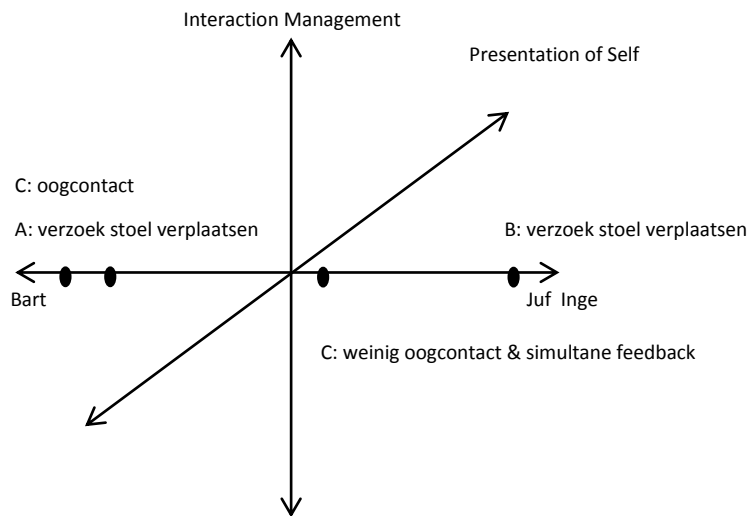 Interaction Management
Presentation of Self
C: oogcontact
A: verzoek stoel verplaatsen
B: verzoek stoel verplaatsen
Bart
Juf Inge
C: weinig oogcontact & simultane feedback